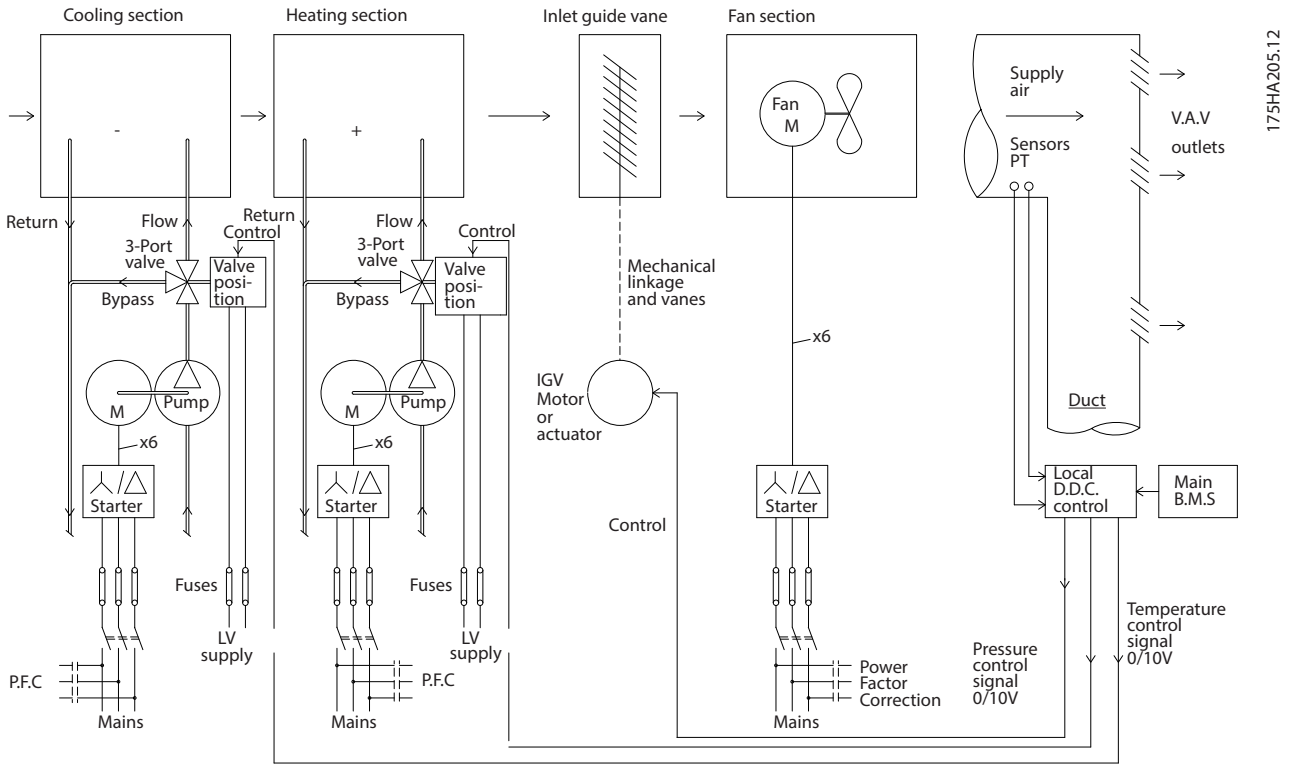 Cooling section
Heating section
Inlet guide vane
Fan section
175HA205.12
-
+
Fan
M
Supply
air
Sensors
PT
V.A.V
outlets
Return
Flow
3-Port
valve
Bypass
Control
Valve
posi-
tion
Return
Flow
3-Port
valve
Bypass
Control
Valve
posi-
tion
Mechanical
linkage
and vanes
x6
M
Pump
x6
Starter
M
Pump
x6
Starter
IGV
Motor
or
actuator
Duct
Starter
Local
D.D.C.
control
Main
B.M.S
Control
Fuses
LV
supply
Fuses
LV
supply
P.F.C
Mains
P.F.C
Mains
Power
Factor
Correction
Mains
Pressure
control
signal
0/10V
Temperature
control
signal
0/10V